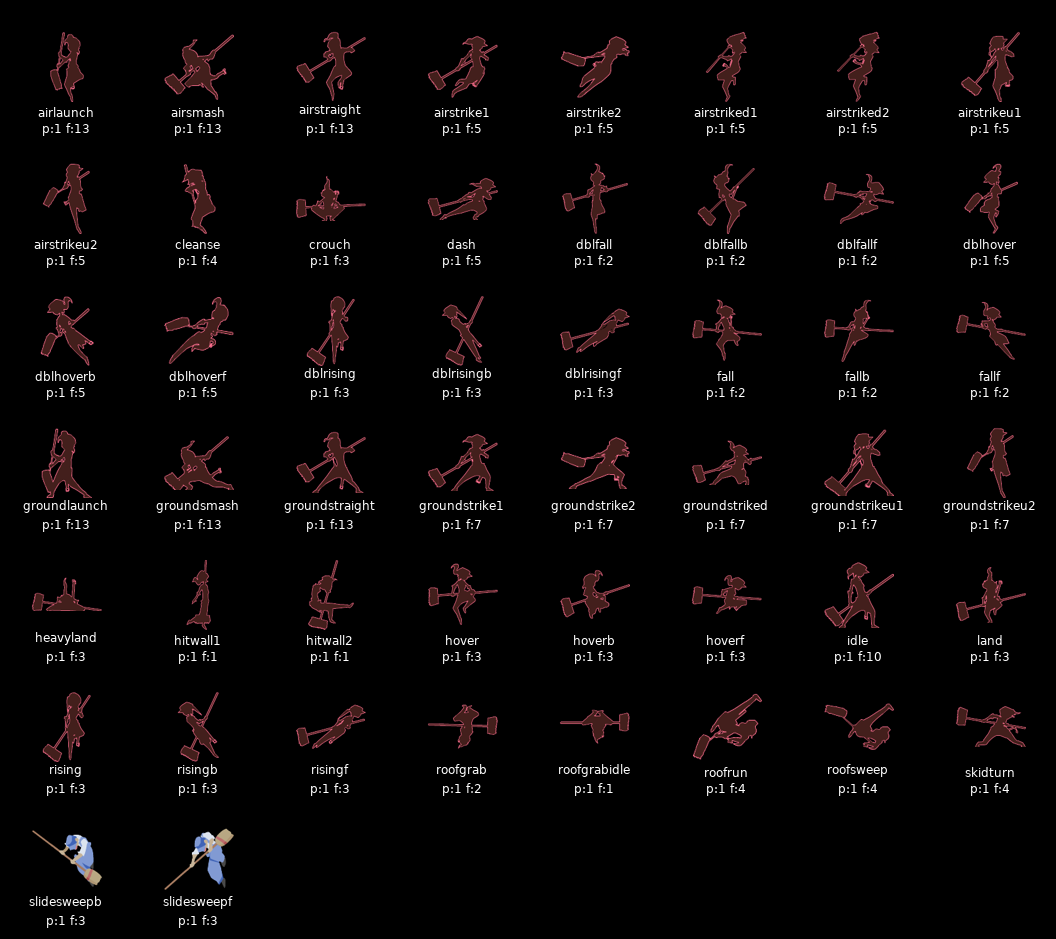 airlaunch airsmash airstraight airstrike1 airstrike2 airstriked1 airstriked2 airstrikeu1
p:1 f:13 p:1 f:13 p:1 f:13 p:1 f:5 p:1 f:5 p:1 f:5 p:1 f:5 p:1 f:5
airstrikeu2 cleanse crouch dash dblfall dblfallb dblfallf dblhover
p:1 f:5 p:1 f:4 p:1 f:3 p:1 f:5 p:1 f:2 p:1 f:2 p:1 f:2 p:1 f:5
dblhoverb dblhoverf dblrising dblrisingb dblrisingf fall fallb fallf
p:1 f:5 p:1 f:5 p:1 f:3 p:1 f:3 p:1 f:3 p:1 f:2 p:1 f:2 p:1 f:2
groundlaunch groundsmash groundstraight groundstrike1 groundstrike2 groundstriked groundstrikeu1 groundstrikeu2
p:1 f:13 p:1 f:13 p:1 f:13 p:1 f:7 p:1 f:7 p:1 f:7 p:1 f:7 p:1 f:7
heavyland hitwall1 hitwall2 hover hoverb hoverf idle land
p:1 f:3 p:1 f:1 p:1 f:1 p:1 f:3 p:1 f:3 p:1 f:3 p:1 f:10 p:1 f:3
rising risingb risingf roofgrab roofgrabidle roofrun roofsweep skidturn
p:1 f:3 p:1 f:3 p:1 f:3 p:1 f:2 p:1 f:1 p:1 f:4 p:1 f:4 p:1 f:4
slidesweepb slidesweepf
p:1 f:3 p:1 f:3